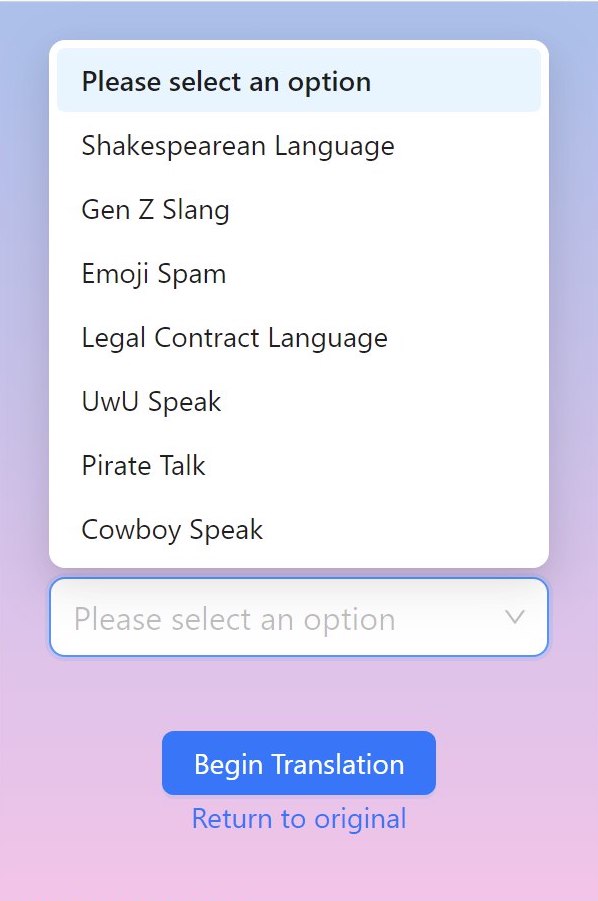 Please select an option
Shakespearean Language
Gen Z Slang
Emoji Spam
Legal Contract Language
UwU Speak
Pirate Talk
Cowboy Speak
Please select an option
Begin Translation
Return to original